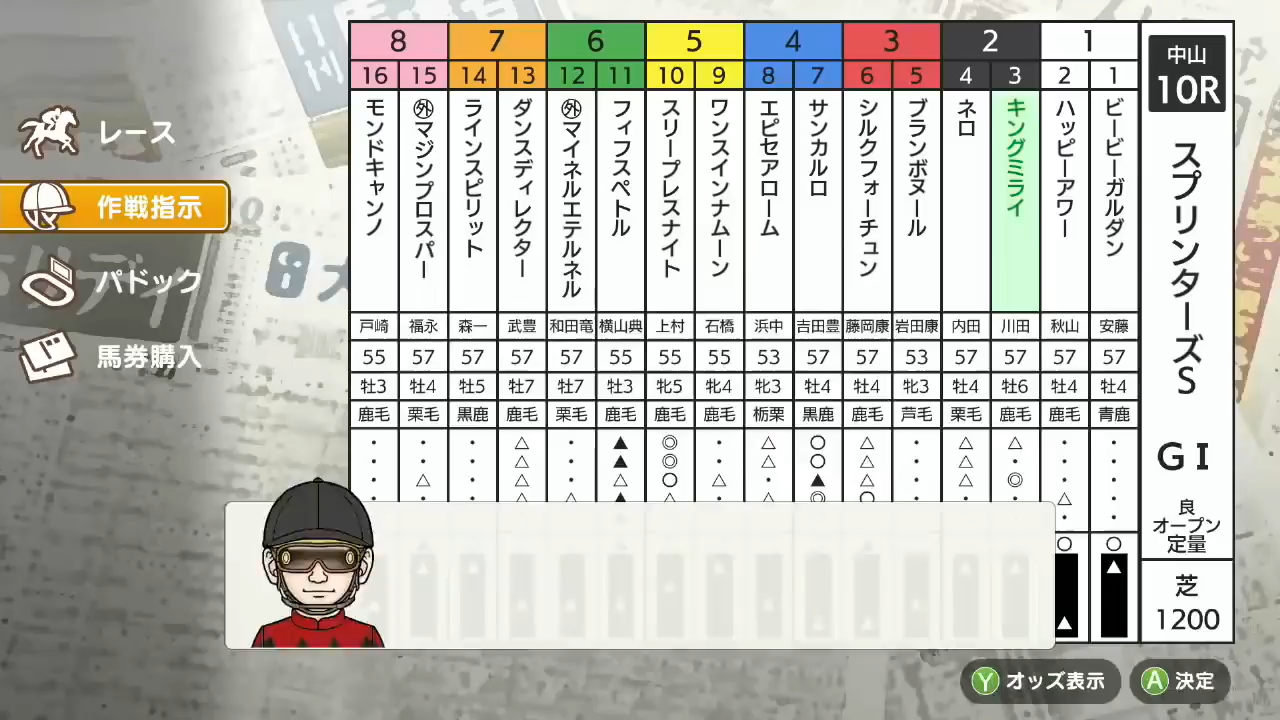 レース
作戦指示
パドック
馬券購入
8 7 6 5 4 3 2 1
16 15 14 13 12 11 10 9 8 7 6 5 4 3 2 1
モンドキャンノ
㊕マジンプロスパー
ラインスピリット
ダンスディレクター
㊕マイネルエテルネル
フィフスペトル
スリープレスナイト
ワンスインナムーン
エピセアローム
サンカルロ
シルクフォーチュン
ブランボヌール
ネロ
キングミライ
ハッピーアワー
ビービーガルダン
戸崎 福永 森一 武豊 和田竜 横山典 上村 石橋 浜中 吉田豊 藤岡康 岩田康 内田 川田 秋山 安藤
55 57 57 57 57 55 55 55 53 57 57 53 57 57 57 57
牡3 牡4 牡5 牡7 牡7 牡3 牝5 牝4 牝3 牡4 牡4 牝3 牡4 牡6 牡4 牡4
鹿毛 栗毛 黒鹿 鹿毛 栗毛 鹿毛 鹿毛 鹿毛 栃栗 黒鹿 鹿毛 芦毛 栗毛 鹿毛 鹿毛 青鹿
中山
10R
スプリンターズS
GⅠ
良
オープン
定量
芝
1200
Y オッズ表示
A 決定